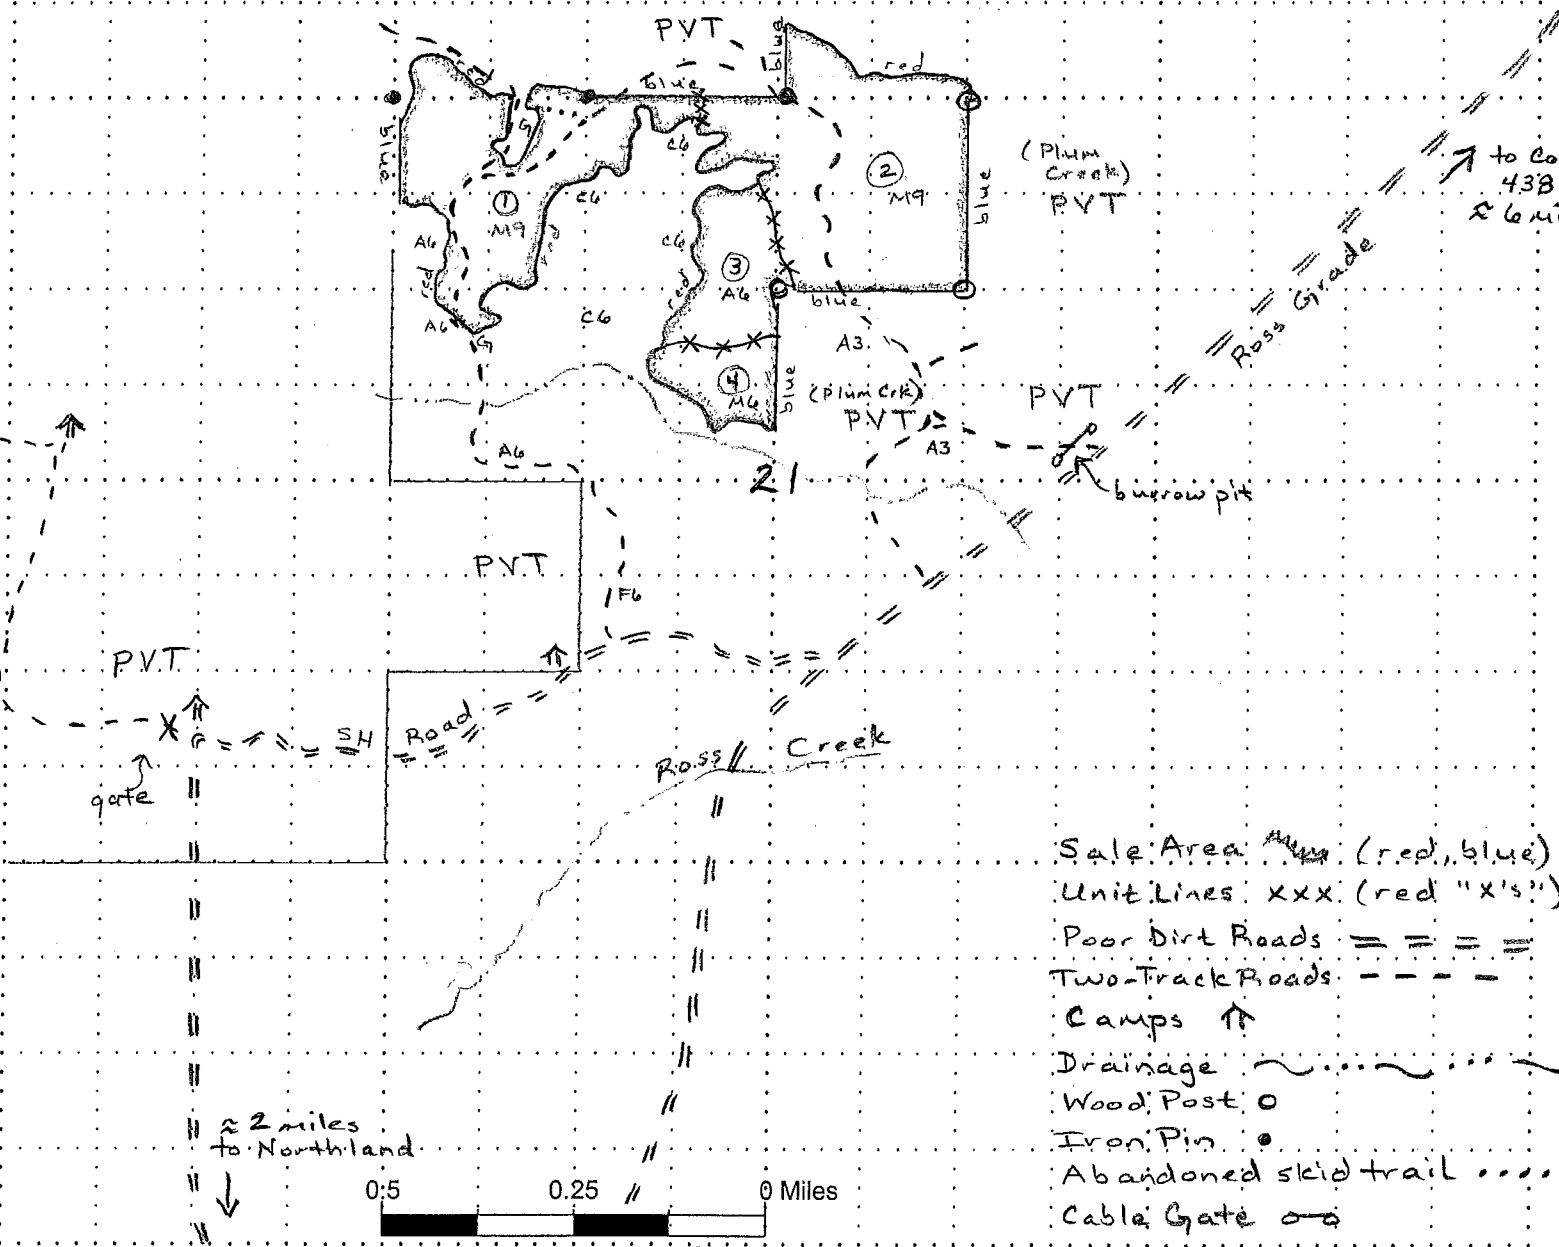 PVT
blue
red
red
blue
blue
G
C6
(Plum
Creek)
PVT
to Co
438
≈ 6 mi
1
M9
C6
2
M9
blue
A6
red
red
C6
red
3
A6
blue
A6
G
C6
A3
Ross Grade
4
M6
blue
(Plum Crk)
PVT
PVT
A6
A3
21
burrow pit
PVT
F6
PVT
SH Road
Ross Creek
gate
Sale Area (red, blue)
Unit Lines xxx (red "X's")
Poor Dirt Roads
Two-Track Roads
Camps
Drainage
Wood Post
Iron Pin
Abandoned skid trail
Cable Gate
≈ 2 miles
to Northland
0.5 0.25 0 Miles